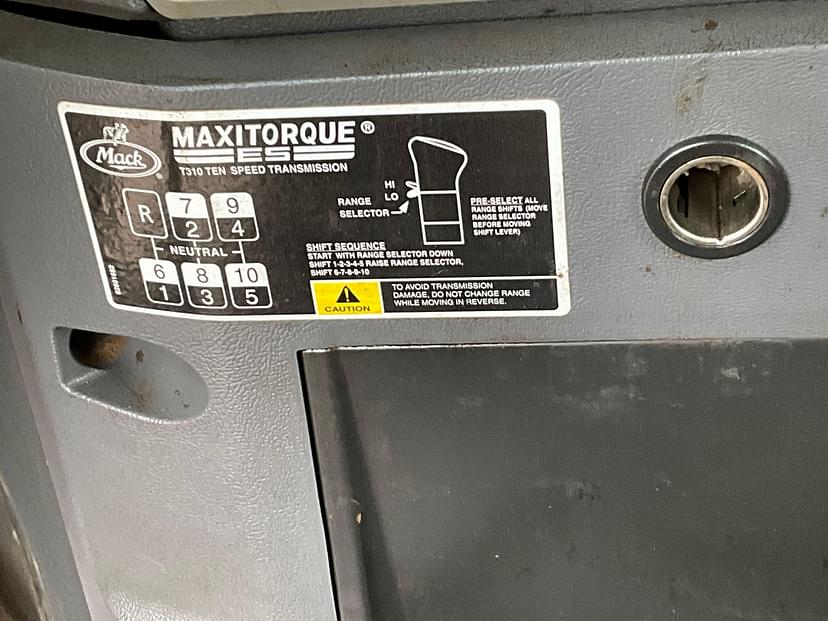 Mack
MAXITORQUE®
ES
T310 TEN SPEED TRANSMISSION
R 7 9
2 4
NEUTRAL
6 8 10
1 3 5
HI
LO
RANGE
SELECTOR
PRE-SELECT ALL
RANGE SHIFTS (MOVE
RANGE SELECTOR
BEFORE MOVING
SHIFT LEVER)
SHIFT SEQUENCE
START WITH RANGE SELECTOR DOWN
SHIFT 1-2-3-4-5 RAISE RANGE SELECTOR,
SHIFT 6-7-8-9-10
CAUTION
TO AVOID TRANSMISSION
DAMAGE, DO NOT CHANGE RANGE
WHILE MOVING IN REVERSE.